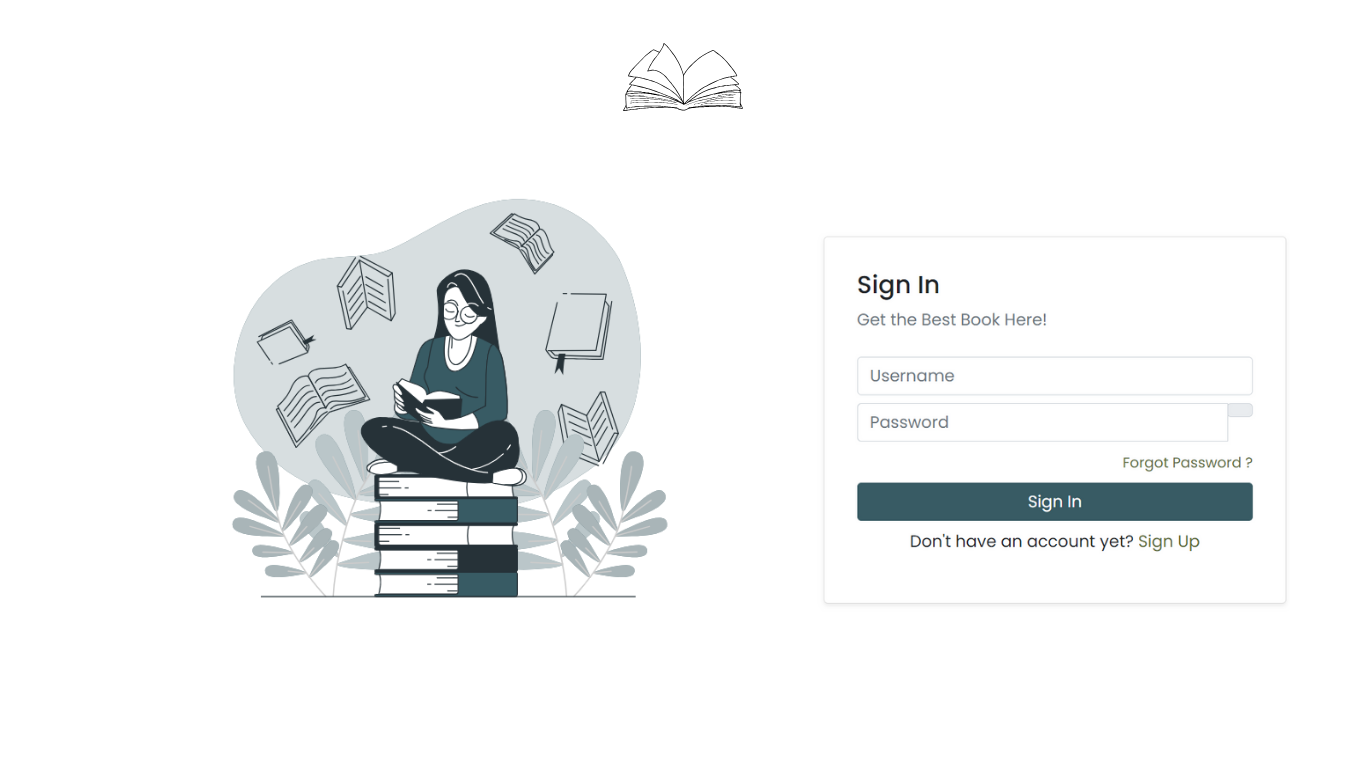 Sign In
Get the Best Book Here!
Username
Password
Forgot Password ?
Sign In
Don't have an account yet? Sign Up